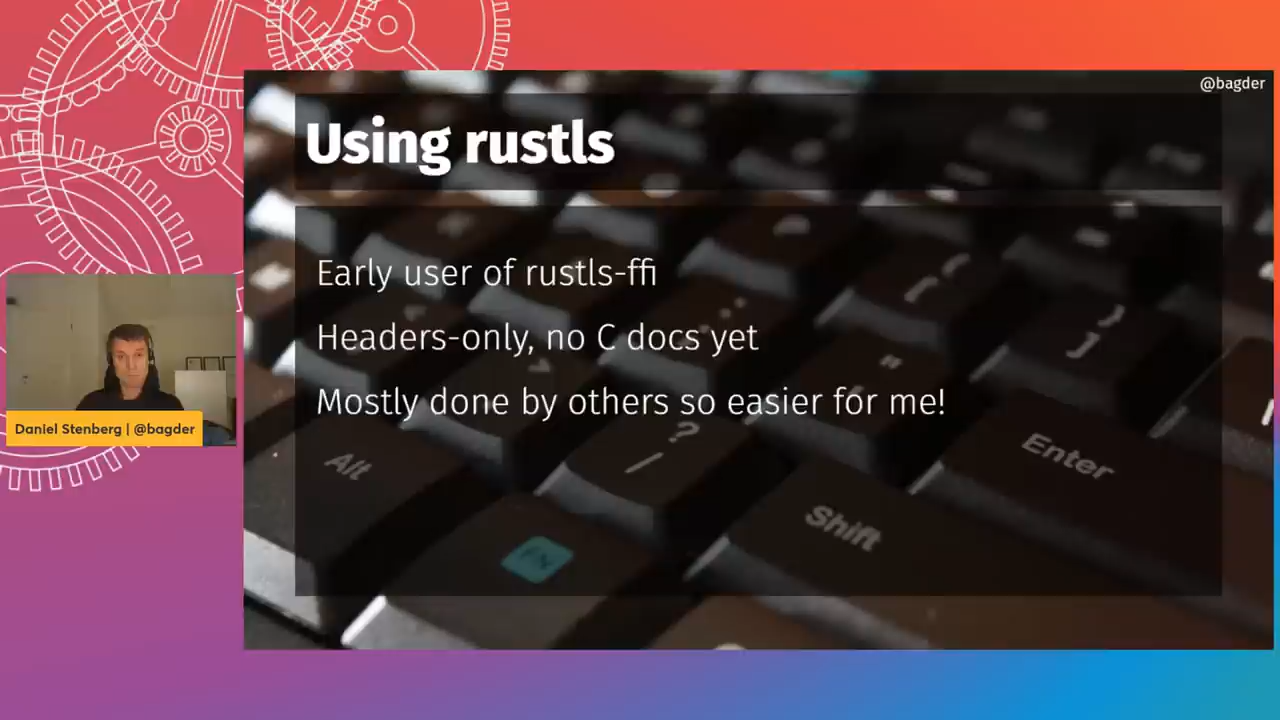 @bagder
Using rustls
Early user of rustls-ffi
Headers-only, no C docs yet
Mostly done by others so easier for me!
Daniel Stenberg | @bagder
Alt
?
/
Enter
Shift
FN